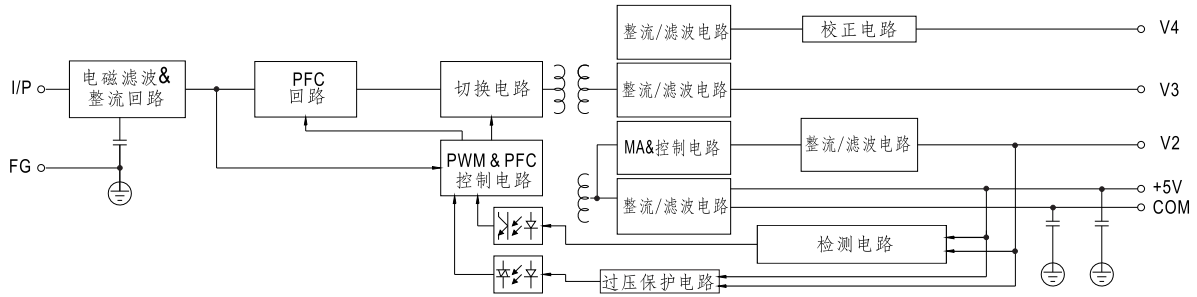 整流/滤波电路
校正电路
V4
I/P
电磁滤波&
整流回路
PFC
回路
切换电路
整流/滤波电路
V3
FG
PWM & PFC
控制电路
MA&控制电路
整流/滤波电路
V2
整流/滤波电路
+5V
COM
检测电路
过压保护电路